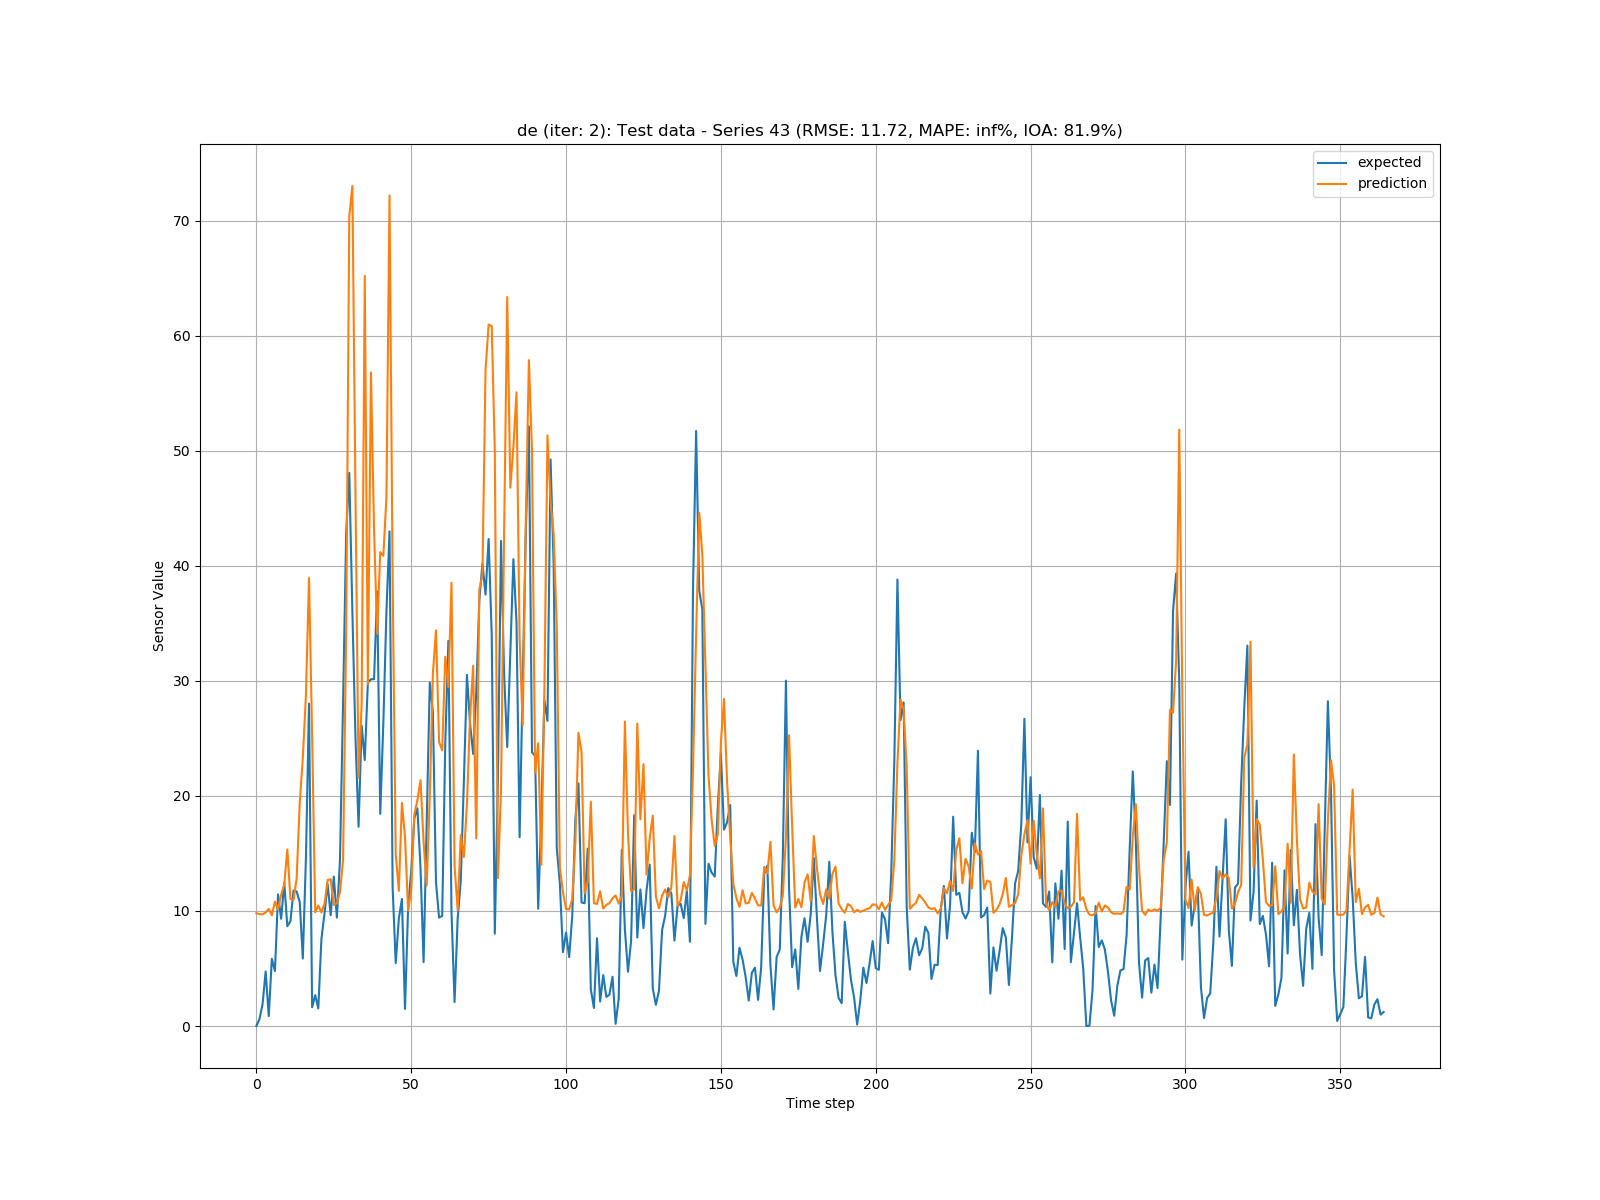 de (iter: 2): Test data - Series 43 (RMSE: 11.72, MAPE: inf%, IOA: 81.9%)
expected
prediction
70
60
50
40
30
20
10
0
Sensor Value
0 50 100 150 200 250 300 350
Time step